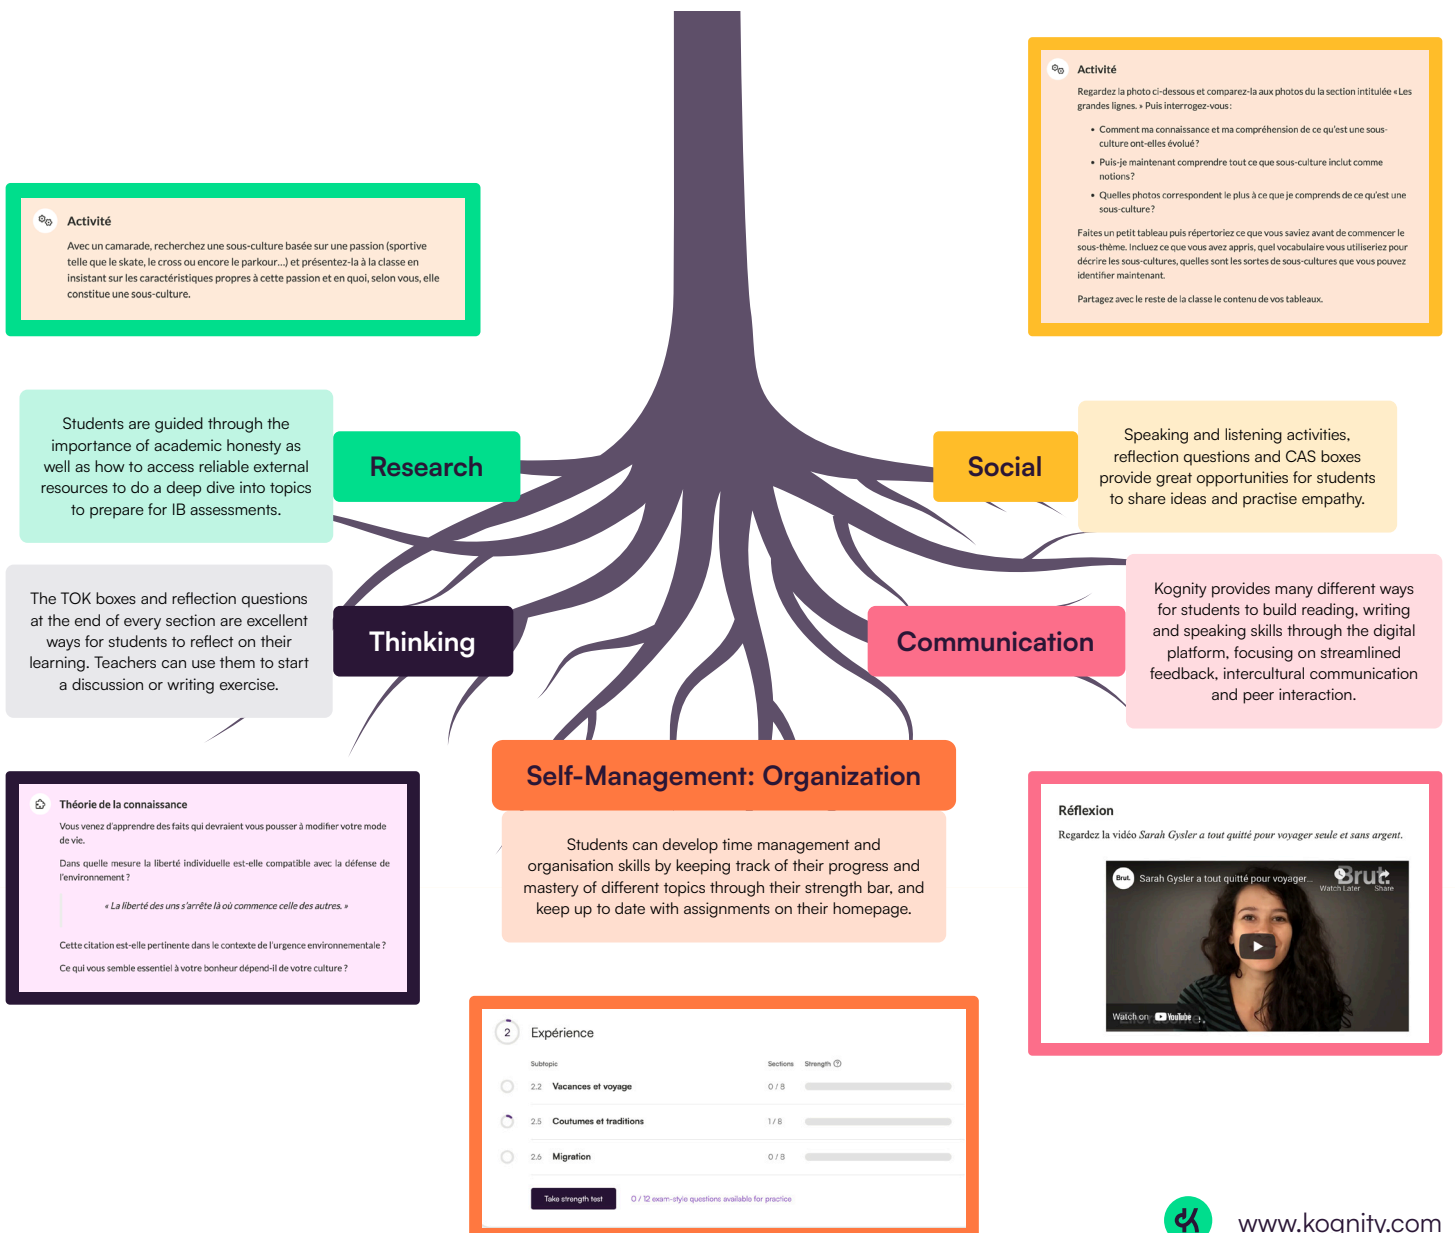 Activité
Regardez la photo ci-dessous et comparez-la aux photos du la section intitulée «Les
grandes lignes. » Puis interrogez-vous :
• Comment ma connaissance et ma compréhension de ce qu'est une sous-
culture ont-elles évolué ?
• Puis-je maintenant comprendre tout ce que sous-culture inclut comme
notions ?
• Quelles photos correspondent le plus à ce que je comprends de ce qu'est une
sous-culture ?
Faites un petit tableau puis répertoriez ce que vous saviez avant de commencer le
sous-thème. Incluez ce que vous avez appris, quel vocabulaire vous utiliseriez pour
décrire les sous-cultures, quelles sont les sortes de sous-cultures que vous pouvez
identifier maintenant.
Partagez avec le reste de la classe le contenu de vos tableaux.
Activité
Avec un camarade, recherchez une sous-culture basée sur une passion (sportive
telle que le skate, le cross ou encore le parkour...) et présentez-la à la classe en
insistant sur les caractéristiques propres à cette passion et en quoi, selon vous, elle
constitue une sous-culture.
Students are guided through the
importance of academic honesty as
well as how to access reliable external
resources to do a deep dive into topics
to prepare for IB assessments.
Research
Social
Speaking and listening activities,
reflection questions and CAS boxes
provide great opportunities for students
to share ideas and practise empathy.
The TOK boxes and reflection questions
at the end of every section are excellent
ways for students to reflect on their
learning. Teachers can use them to start
a discussion or writing exercise.
Thinking
Communication
Kognity provides many different ways
for students to build reading, writing
and speaking skills through the digital
platform, focusing on streamlined
feedback, intercultural communication
and peer interaction.
Self-Management: Organization
Students can develop time management and
organisation skills by keeping track of their progress and
mastery of different topics through their strength bar, and
keep up to date with assignments on their homepage.
Théorie de la connaissance
Vous venez d'apprendre des faits qui devraient vous pousser à modifier votre mode
de vie.
Dans quelle mesure la liberté individuelle est-elle compatible avec la défense de
l'environnement ?
« La liberté des uns s'arrête là où commence celle des autres. »
Cette citation est-elle pertinente dans le contexte de l'urgence environnementale ?
Ce qui vous semble essentiel à votre bonheur dépend-il de votre culture ?
Réflexion
Regardez la vidéo Sarah Gysler a tout quitté pour voyager seule et sans argent.
Brut. Sarah Gysler a tout quitté pour voyager... Brut.
Watch Later Share
Watch on YouTube
2 Expérience
Subtopic Sections Strength ?
2.2 Vacances et voyage 0 / 8
2.5 Coutumes et traditions 1 / 8
2.6 Migration 0 / 8
Take strength test 0 / 12 exam-style questions available for practice
www.kognity.com